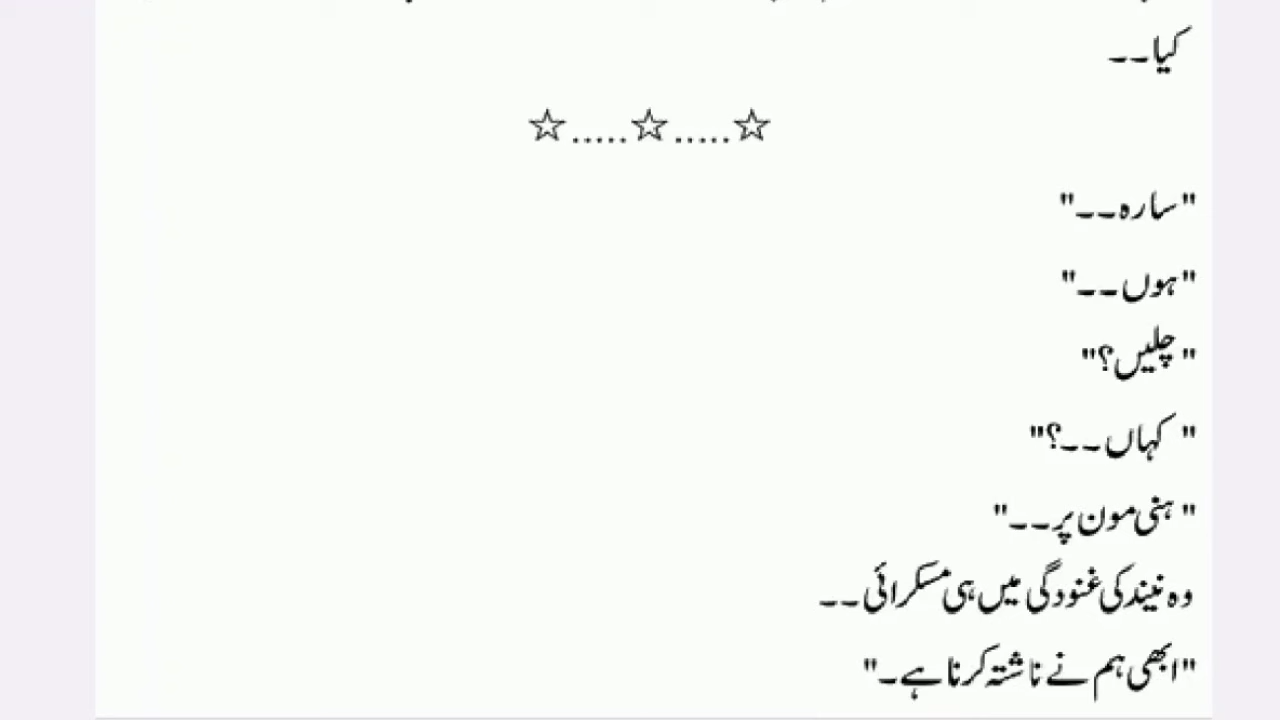 کیا۔۔
☆.....☆.....☆
"سارہ۔۔"
"ہوں۔۔"
"چلیں؟"
"کہاں۔۔؟"
"ہنی مون پر۔۔"
وہ نیند کی غنودگی میں ہی مسکرائی۔۔
"ابھی ہم نے ناشتہ کرنا ہے۔"